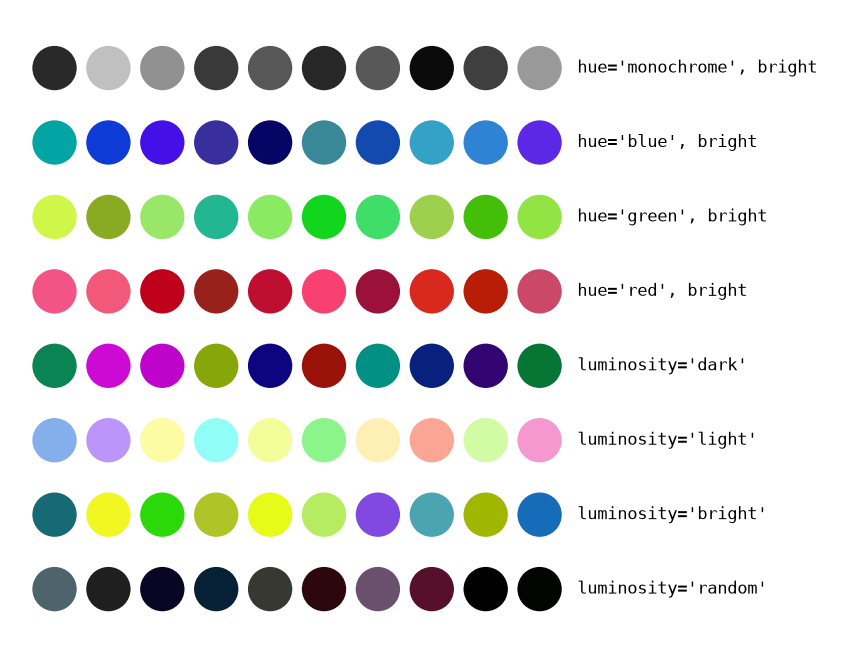 hue='monochrome', bright
hue='blue', bright
hue='green', bright
hue='red', bright
luminosity='dark'
luminosity='light'
luminosity='bright'
luminosity='random'